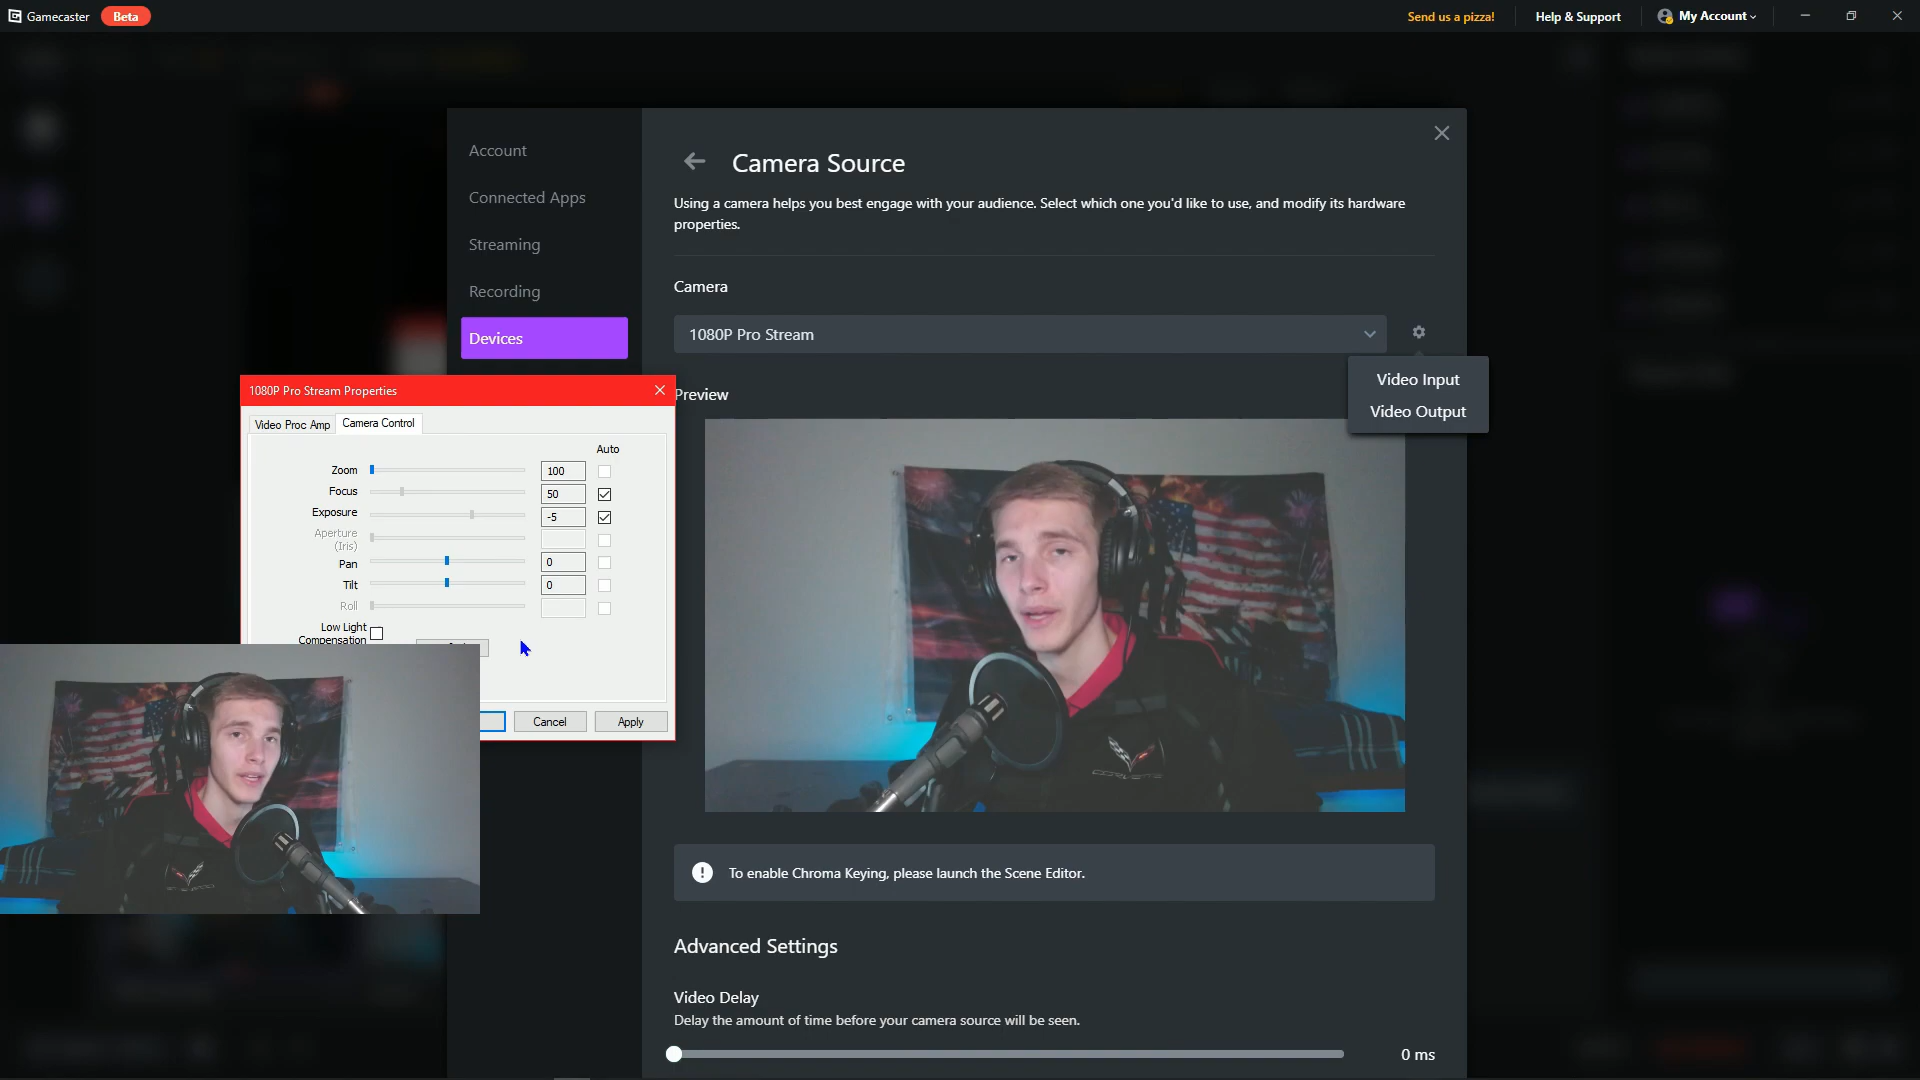 Gamecaster
Beta
Send us a pizza!
Help & Support
My Account
Account
Connected Apps
Streaming
Recording
Devices
Camera Source
Using a camera helps you best engage with your audience. Select which one you'd like to use, and modify its hardware
properties.
Camera
1080P Pro Stream
Video Input
Video Output
Preview
1080P Pro Stream Properties
Video Proc Amp
Camera Control
Auto
Zoom
100
Focus
50
Exposure
-5
Aperture
(Iris)
Pan
0
Tilt
0
Roll
Low Light
Compensation
Cancel
Apply
To enable Chroma Keying, please launch the Scene Editor.
Advanced Settings
Video Delay
Delay the amount of time before your camera source will be seen.
0 ms